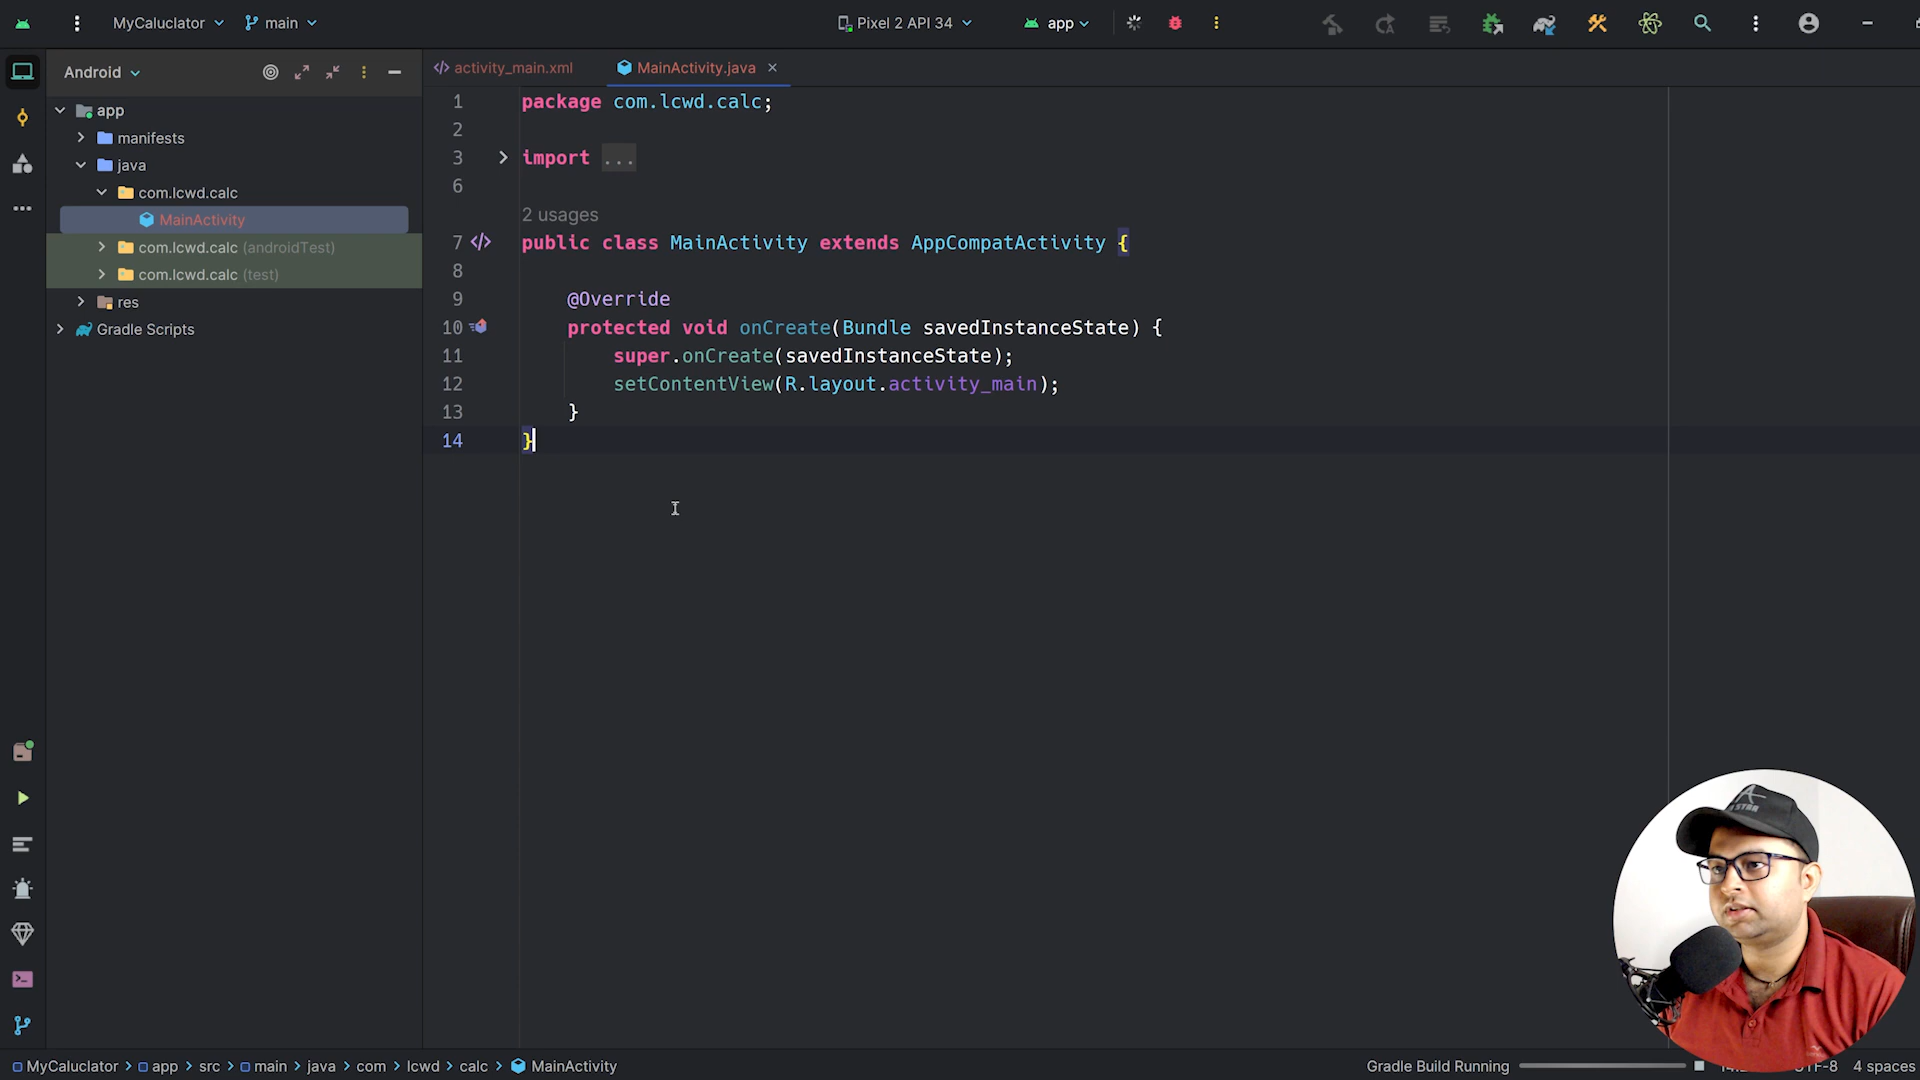 MyCaluclator main Pixel 2 API 34 app
Android
activity_main.xml MainActivity.java
app
manifests
java
com.lcwd.calc
MainActivity
com.lcwd.calc (androidTest)
com.lcwd.calc (test)
res
Gradle Scripts
1 package com.lcwd.calc;
2
3 import ...
6
2 usages
7 public class MainActivity extends AppCompatActivity {
8
9 @Override
10 protected void onCreate(Bundle savedInstanceState) {
11 super.onCreate(savedInstanceState);
12 setContentView(R.layout.activity_main);
13 }
14 }
MyCaluclator app src main java com lcwd calc MainActivity Gradle Build Running UTF-8 4 spaces